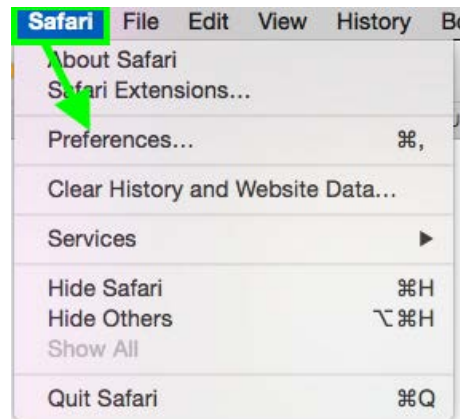 Safari File Edit View History
About Safari
Safari Extensions...
Preferences... ⌘,
Clear History and Website Data...
Services ▶
Hide Safari ⌘H
Hide Others ⌥⌘H
Show All
Quit Safari ⌘Q